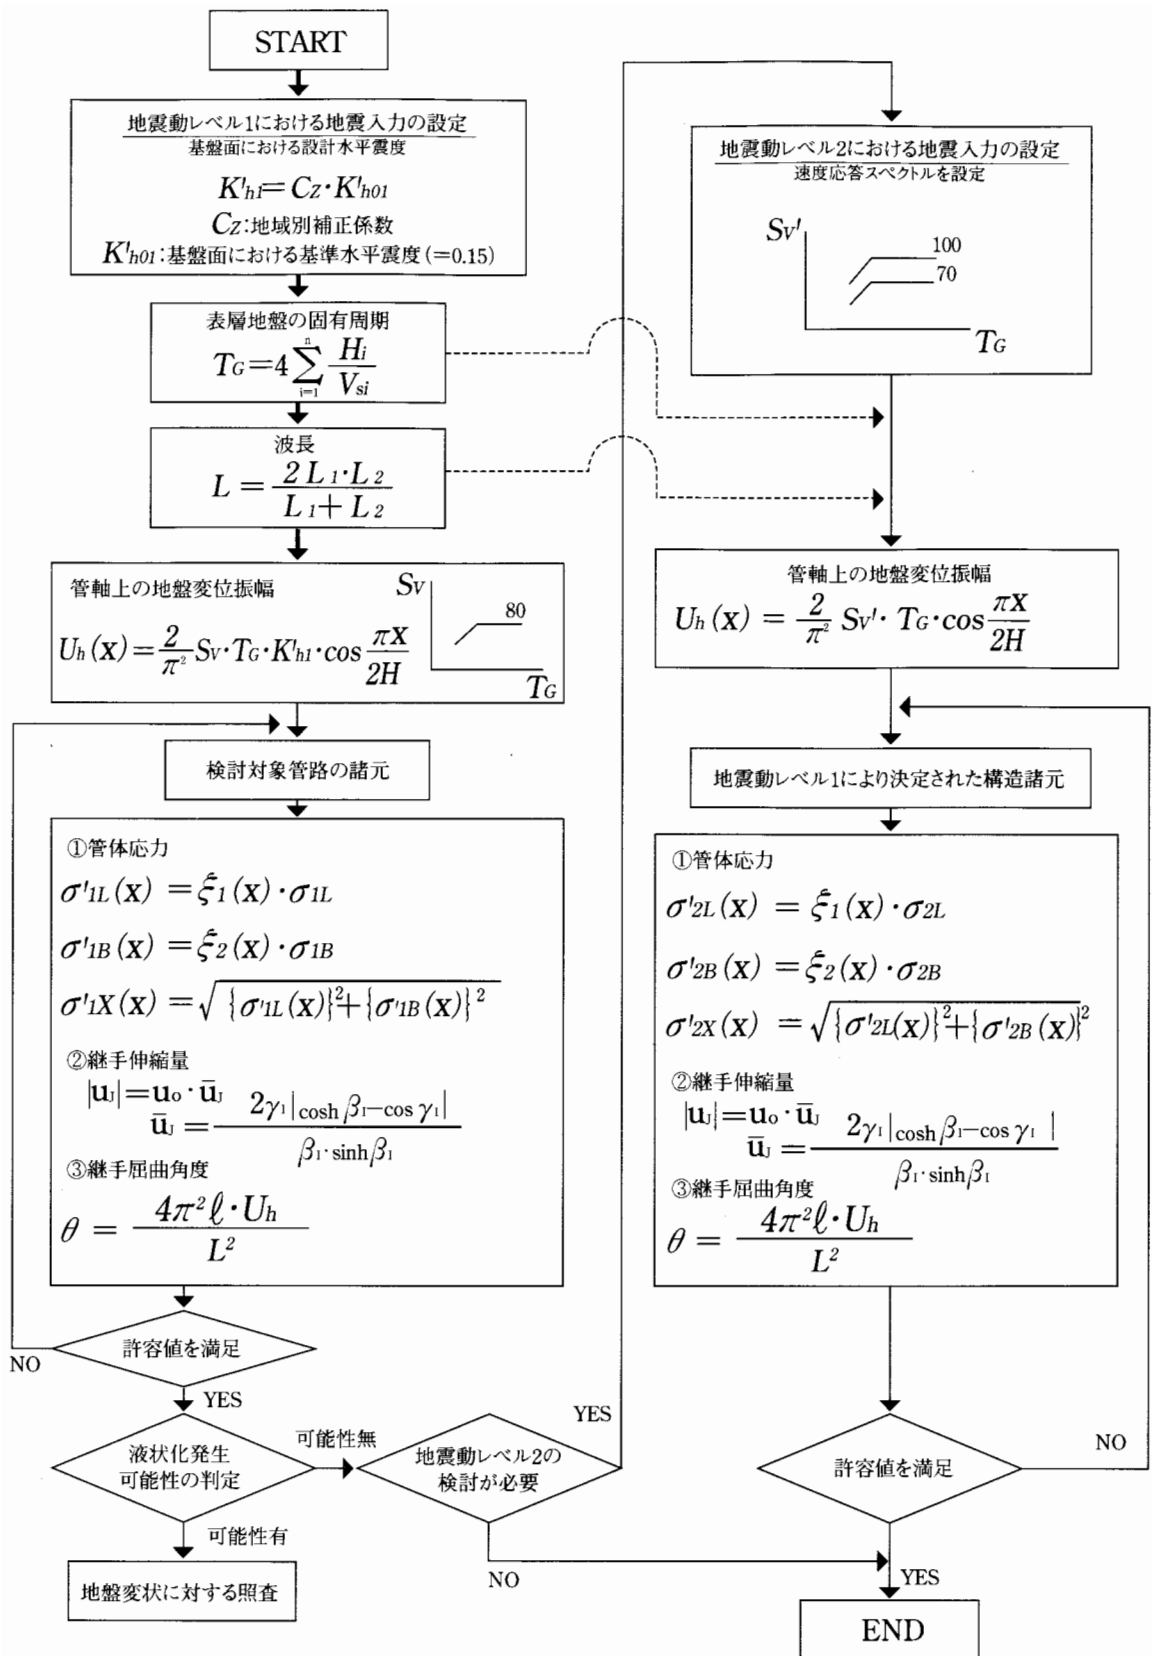 START
地震動レベル1における地震入力の設定
基盤面における設計水平震度
K'h1=CZ·K'h01
CZ:地域別補正係数
K'h01:基盤面における基準水平震度(=0.15)
表層地盤の固有周期
TG=4 n ∑ i=1 Hi/Vsi
波長
L = 2L1·L2/L1+L2
管軸上の地盤変位振幅
Uh(x)=2/π² SV·TG·K'h1·cos πx/2H
SV
80
TG
検討対象管路の諸元
①管体応力
σ'1L(x) =ξ1(x)·σ1L
σ'1B(x) =ξ2(x)·σ1B
σ'1X(x) =√{σ'1L(x)}²+{σ'1B(x)}²
②継手伸縮量
|uJ|=uo·ūJ
ūJ = 2γ1|cosh β1−cos γ1|/β1·sinh β1
③継手屈曲角度
θ = 4π²ℓ·Uh/L²
許容値を満足
NO
YES
液状化発生
可能性の判定
可能性無
可能性有
地盤変状に対する照査
地震動レベル2の
検討が必要
YES
NO
地震動レベル2における地震入力の設定
速度応答スペクトルを設定
SV'
100
70
TG
管軸上の地盤変位振幅
Uh(x) = 2/π² SV'·TG·cos πx/2H
地震動レベル1により決定された構造諸元
①管体応力
σ'2L(x) =ξ1(x)·σ2L
σ'2B(x) =ξ2(x)·σ2B
σ'2X(x) =√{σ'2L(x)}²+{σ'2B(x)}²
②継手伸縮量
|uJ|=uo·ūJ
ūJ = 2γ1|cosh β1−cos γ1|/β1·sinh β1
③継手屈曲角度
θ = 4π²ℓ·Uh/L²
許容値を満足
NO
YES
END